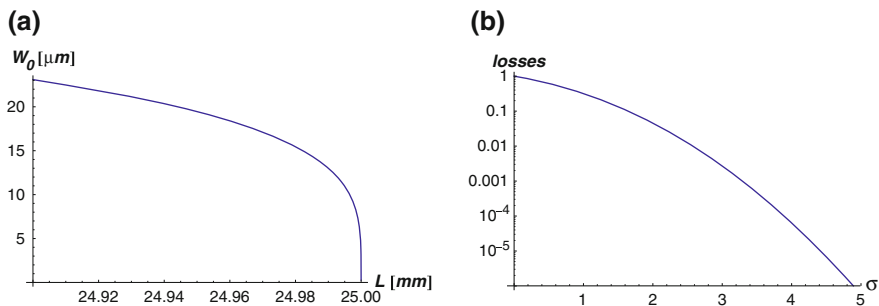 (a)
W₀ [μm]
20
15
10
5
24.92 24.94 24.96 24.98 25.00
L [mm]
(b)
losses
1
0.1
0.01
0.001
10⁻⁴
10⁻⁵
1 2 3 4 5
σ